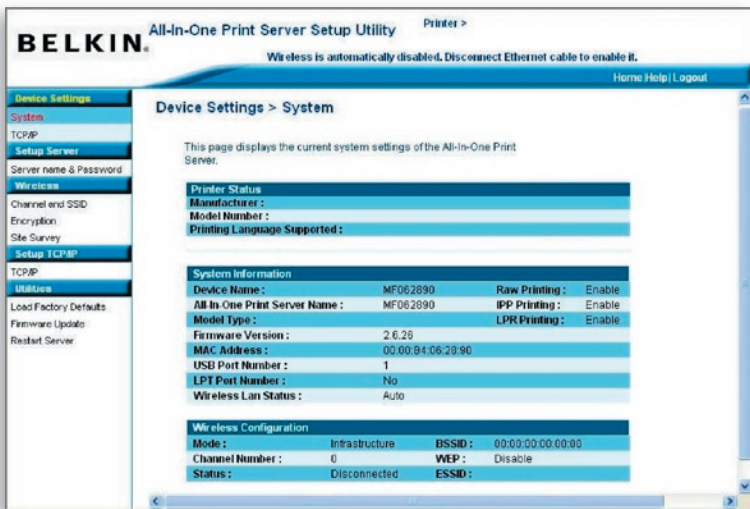 BELKIN.
All-In-One Print Server Setup Utility
Printer >
Wireless is automatically disabled. Disconnect Ethernet cable to enable it.
Home Help| Logout
Device Settings
System
TCP/IP
Setup Server
Server name & Password
Wireless
Channel and SSID
Encryption
Site Survey
Setup TCP/IP
TCP/IP
Utilities
Load Factory Defaults
Firmware Update
Restart Server
Device Settings > System
This page displays the current system settings of the All-In-One Print
Server.
Printer Status
Manufacturer :
Model Number :
Printing Language Supported :
System Information
Device Name : MF062890 Raw Printing : Enable
All-In-One Print Server Name : MF062890 IPP Printing : Enable
Model Type : LPR Printing : Enable
Firmware Version : 2.6.26
MAC Address : 00:00:B4:06:28:90
USB Port Number : 1
LPT Port Number : No
Wireless Lan Status : Auto
Wireless Configuration
Mode : Infrastructure BSSID : 00:00:00:00:00:00
Channel Number : 0 WEP : Disable
Status : Disconnected ESSID :